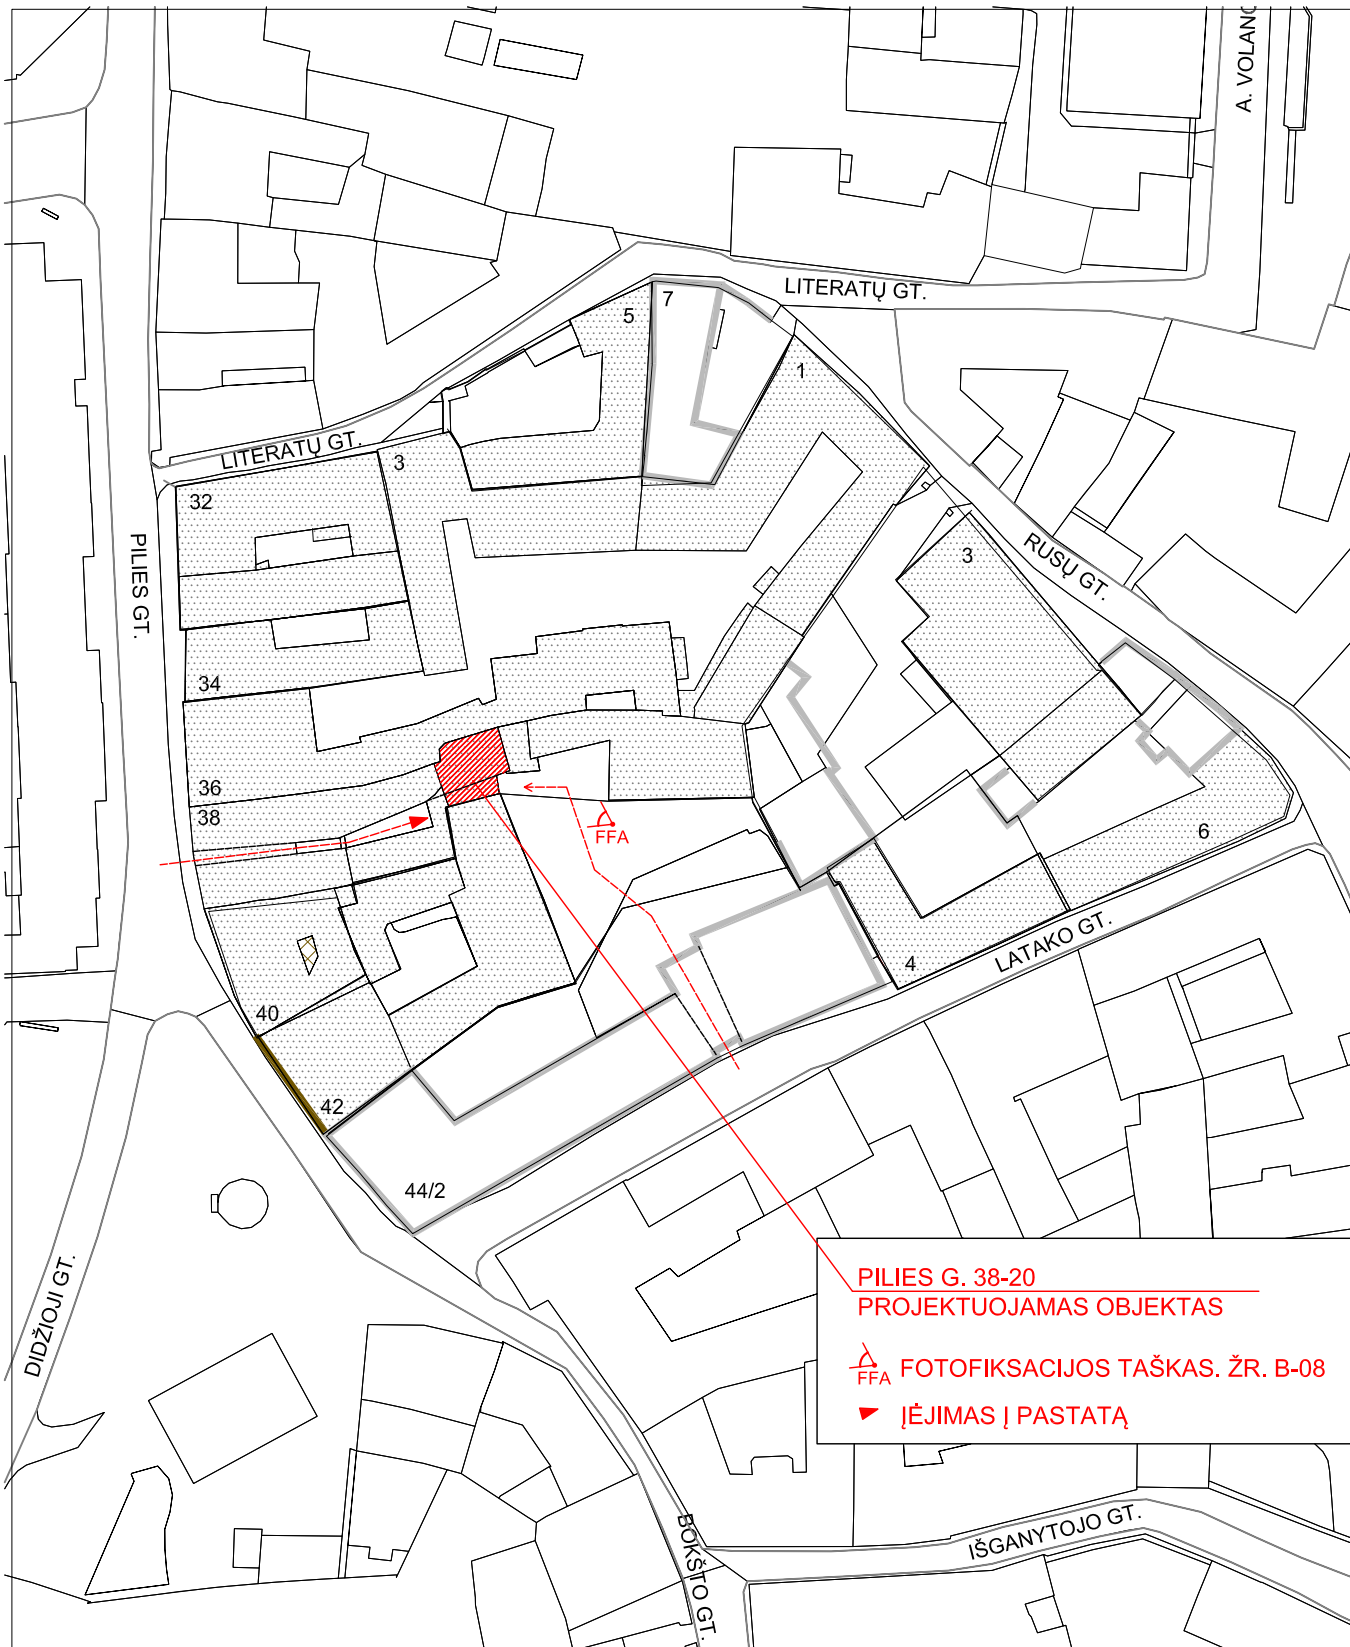 A. VOLANO
LITERATŲ GT.
7
5
1
LITERATŲ GT.
3
32
PILIES GT.
RUSŲ GT.
3
34
36
38
FFA
6
4
LATAKO GT.
40
42
44/2
DIDŽIOJI GT.
PILIES G. 38-20
PROJEKTUOJAMAS OBJEKTAS
FFA FOTOFIKSACIJOS TAŠKAS. ŽR. B-08
ĮĖJIMAS Į PASTATĄ
BOKŠTO GT.
IŠGANYTOJO GT.